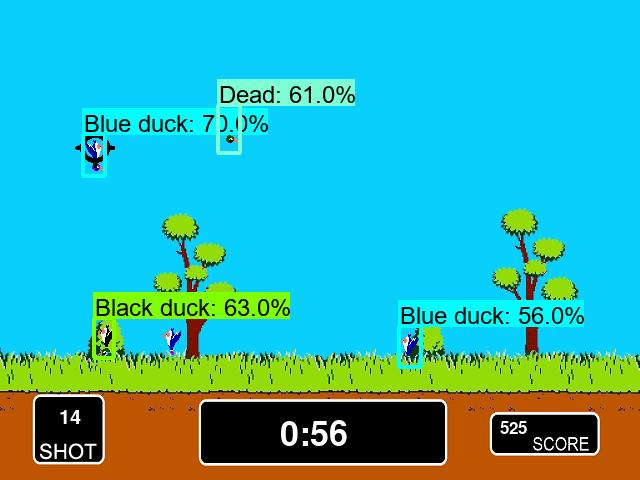 Dead: 61.0%
Blue duck: 70.0%
Black duck: 63.0%
Blue duck: 56.0%
14
SHOT
0:56
525
SCORE